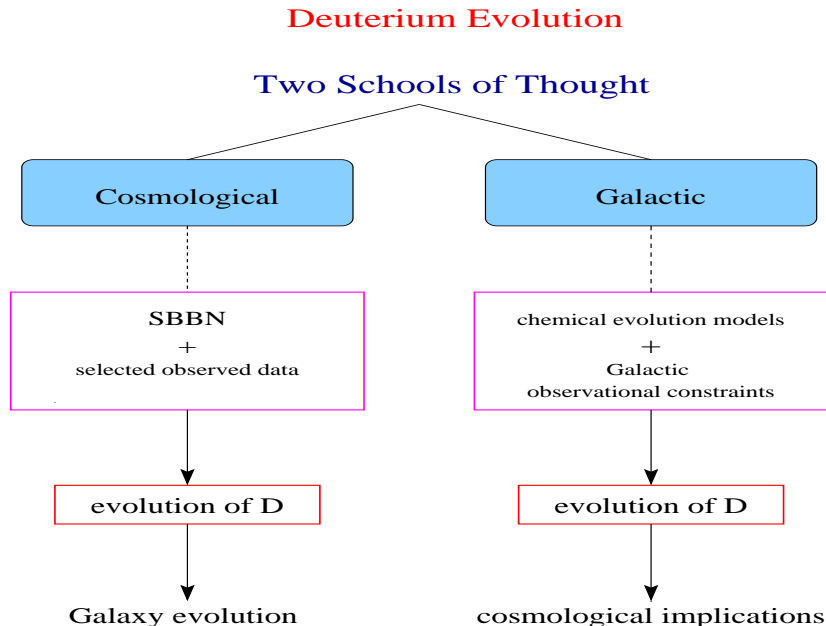 Deuterium Evolution
Two Schools of Thought
Cosmological
Galactic
SBBN
+
selected observed data
chemical evolution models
+
Galactic
observational constraints
evolution of D
evolution of D
Galaxy evolution
cosmological implications